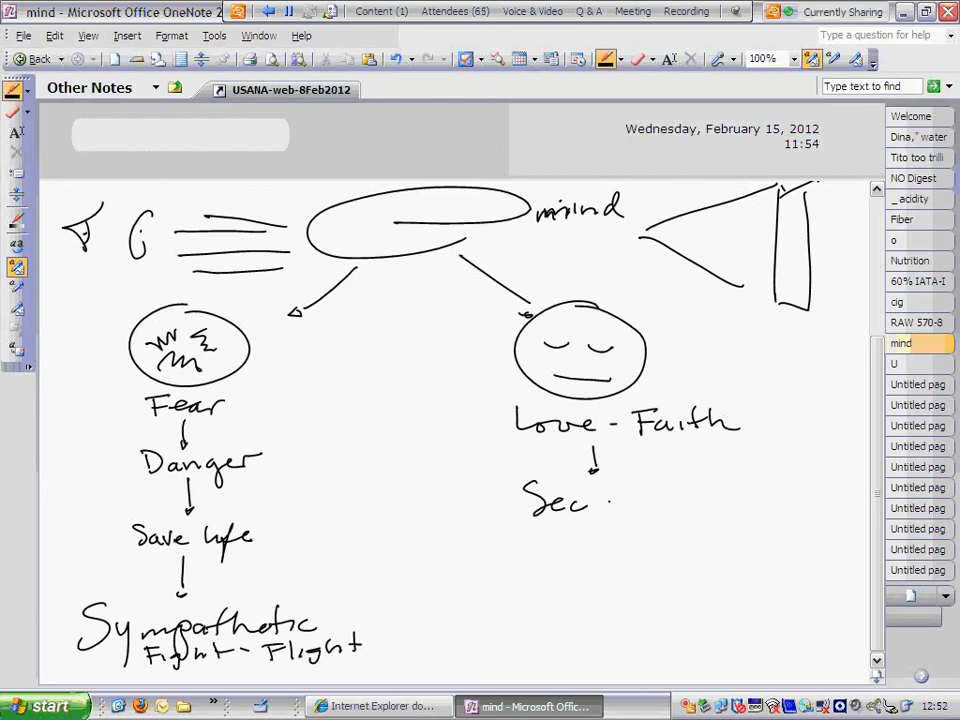 mind - Microsoft Office OneNote 2
Content (1) Attendees (65) Voice & Video Q & A Meeting Recording
Currently Sharing
File Edit View Insert Format Tools Window Help
Type a question for help
Back
100%
Other Notes
USANA-web-8Feb2012
Type text to find
Wednesday, February 15, 2012
11:54
Welcome
Dina," water
Tito too trilli
NO Digest
_ acidity
Fiber
o
Nutrition
60% IATA-I
cig
RAW 570-8
mind
U
Untitled pag
Untitled pag
Untitled pag
Untitled pag
Untitled pag
Untitled pag
Untitled pag
Untitled pag
Untitled pag
Untitled pag
mind
Fear
Danger
Save life
Sympathetic
Fight - Flight
Love - Faith
Sec
start
Internet Explorer do...
mind - Microsoft Offic...
12:52